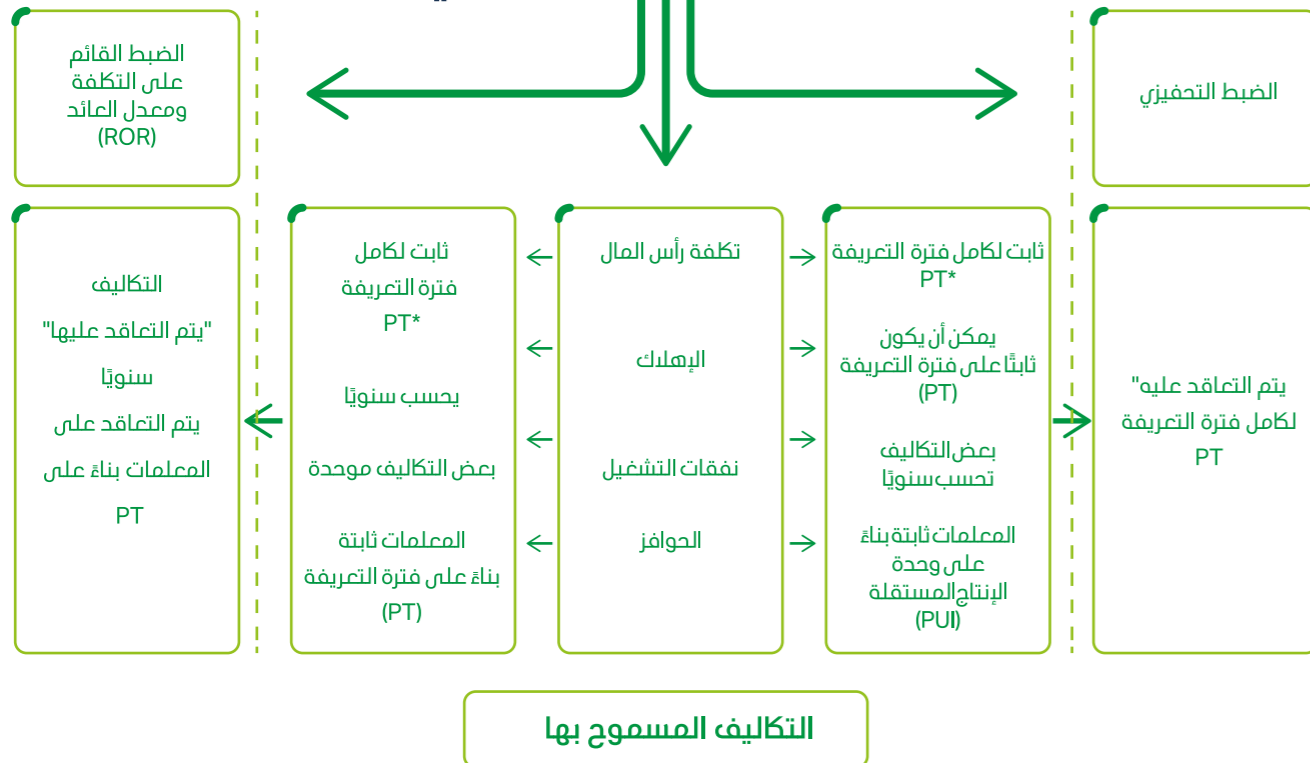 الضبط التحفيزي
الضبط القائم
على التكلفة
ومعدل العائد
(ROR)
يتم التعاقد عليه"
لكامل فترة التعريفة
PT
ثابت لكامل فترة التعريفة
PT*
يمكن أن يكون
ثابتًا على فترة التعريفة
(PT)
بعض التكاليف
تحسب سنويًا
المعلمات ثابتة بناءً
على وحدة
الإنتاج المستقلة
(PUI)
تكلفة رأس المال
الإهلاك
نفقات التشغيل
الحوافز
ثابت لكامل
فترة التعريفة
PT*
يحسب سنويًا
بعض التكاليف موحدة
المعلمات ثابتة
بناءً على فترة التعريفة
(PT)
التكاليف
"يتم التعاقد عليها"
سنويًا
يتم التعاقد على
المعلمات بناءً على
PT
التكاليف المسموح بها